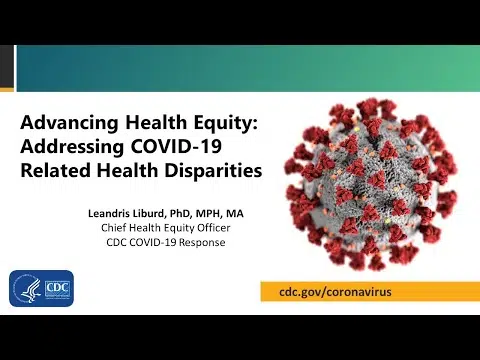 Advancing Health Equity:
Addressing COVID-19
Related Health Disparities
Leandris Liburd, PhD, MPH, MA
Chief Health Equity Officer
CDC COVID-19 Response
CDC
cdc.gov/coronavirus